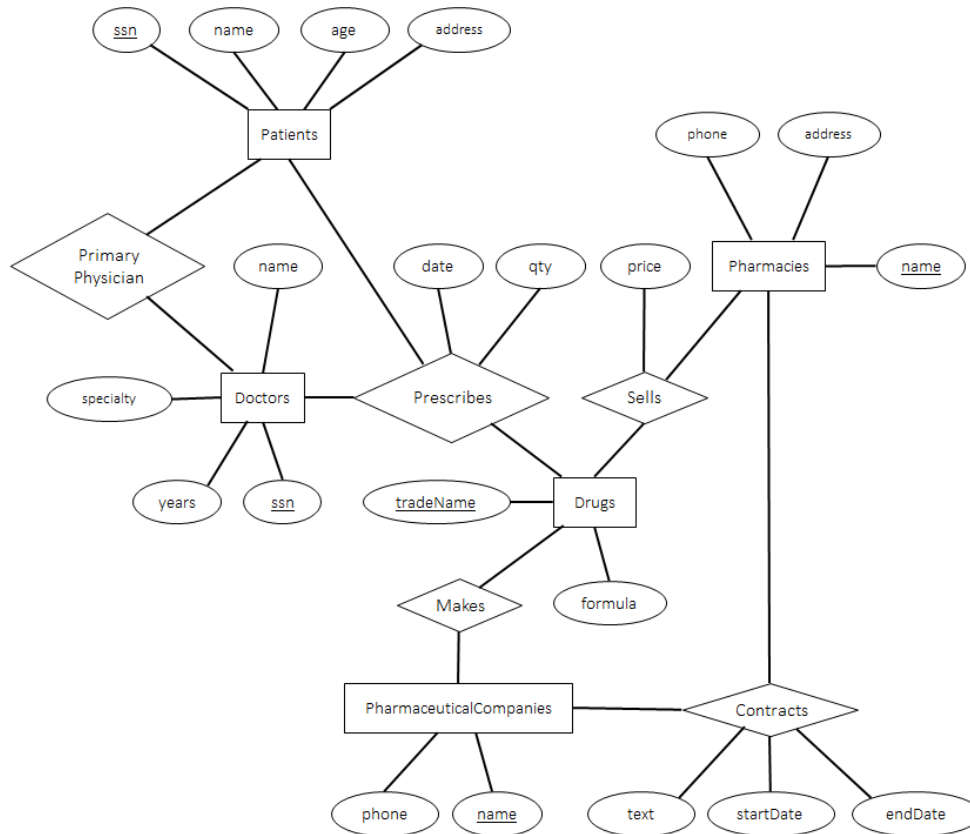 ssn
name
age
address
Patients
phone
address
Primary
Physician
name
date
qty
price
Pharmacies
name
specialty
Doctors
Prescribes
Sells
years
ssn
tradeName
Drugs
Makes
formula
PharmaceuticalCompanies
Contracts
phone
name
text
startDate
endDate